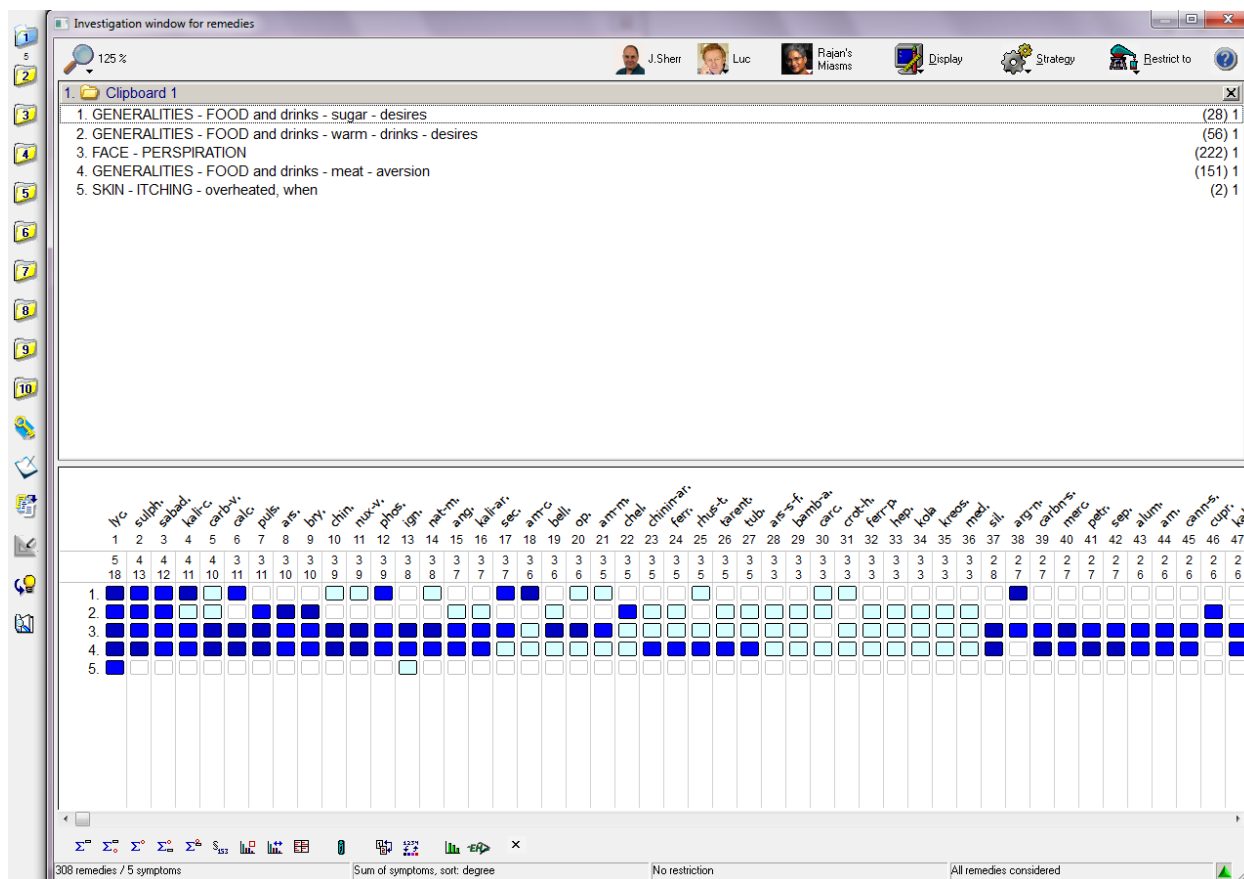 Investigation window for remedies
1
5
2
3
4
5
6
7
8
9
10
125 %
J.Sherr
Luc
Rajan's
Miasms
Display
Strategy
Restrict to
1. Clipboard 1
1. GENERALITIES - FOOD and drinks - sugar - desires (28) 1
2. GENERALITIES - FOOD and drinks - warm - drinks - desires (56) 1
3. FACE - PERSPIRATION (222) 1
4. GENERALITIES - FOOD and drinks - meat - aversion (151) 1
5. SKIN - ITCHING - overheated, when (2) 1
lyc. sulph. sabad. kali-c. carb-v. calc. puls. ars. bry. chin. nux-v. phos. ign. nat-m. ang. kali-ar. sec. am-c. bell. op. am-m. chel. chinin-ar. ferr. rhus-t. tarent. tub. ars-s-f. bamb-a. carc. crot-h. ferr-p. hep. kola kreos. med. sil. arg-n. carbn-s. merc. petr. sep. alum. arn. cann-s. cupr.
1 2 3 4 5 6 7 8 9 10 11 12 13 14 15 16 17 18 19 20 21 22 23 24 25 26 27 28 29 30 31 32 33 34 35 36 37 38 39 40 41 42 43 44 45 46 47
5 4 4 4 4 3 3 3 3 3 3 3 3 3 3 3 3 3 3 3 3 3 3 3 3 3 3 3 3 3 3 3 3 3 3 3 2 2 2 2 2 2 2 2 2 2 2
18 13 12 11 10 11 11 10 10 9 9 9 8 8 7 7 7 6 6 6 5 5 5 5 5 5 5 3 3 3 3 3 3 3 3 3 8 7 7 7 7 7 6 6 6 6 6
1.
2.
3.
4.
5.
308 remedies / 5 symptoms
Sum of symptoms, sort: degree
No restriction
All remedies considered